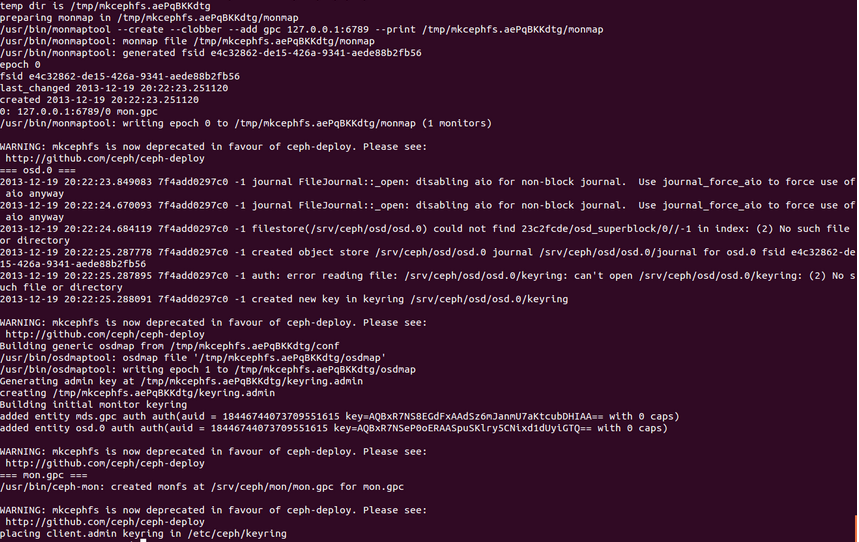 temp dir is /tmp/mkcephfs.aePqBKKdtg
preparing monmap in /tmp/mkcephfs.aePqBKKdtg/monmap
/usr/bin/monmaptool --create --clobber --add gpc 127.0.0.1:6789 --print /tmp/mkcephfs.aePqBKKdtg/monmap
/usr/bin/monmaptool: monmap file /tmp/mkcephfs.aePqBKKdtg/monmap
/usr/bin/monmaptool: generated fsid e4c32862-de15-426a-9341-aede88b2fb56
epoch 0
fsid e4c32862-de15-426a-9341-aede88b2fb56
last_changed 2013-12-19 20:22:23.251120
created 2013-12-19 20:22:23.251120
0: 127.0.0.1:6789/0 mon.gpc
/usr/bin/monmaptool: writing epoch 0 to /tmp/mkcephfs.aePqBKKdtg/monmap (1 monitors)
WARNING: mkcephfs is now deprecated in favour of ceph-deploy. Please see:
http://github.com/ceph/ceph-deploy
=== osd.0 ===
2013-12-19 20:22:23.849083 7f4add0297c0 -1 journal FileJournal::_open: disabling aio for non-block journal.  Use journal_force_aio to force use of
aio anyway
2013-12-19 20:22:24.670093 7f4add0297c0 -1 journal FileJournal::_open: disabling aio for non-block journal.  Use journal_force_aio to force use of
aio anyway
2013-12-19 20:22:24.684119 7f4add0297c0 -1 filestore(/srv/ceph/osd/osd.0) could not find 23c2fcde/osd_superblock/0//-1 in index: (2) No such file
or directory
2013-12-19 20:22:25.287778 7f4add0297c0 -1 created object store /srv/ceph/osd/osd.0 journal /srv/ceph/osd/osd.0/journal for osd.0 fsid e4c32862-de
15-426a-9341-aede88b2fb56
2013-12-19 20:22:25.287895 7f4add0297c0 -1 auth: error reading file: /srv/ceph/osd/osd.0/keyring: can't open /srv/ceph/osd/osd.0/keyring: (2) No s
uch file or directory
2013-12-19 20:22:25.288091 7f4add0297c0 -1 created new key in keyring /srv/ceph/osd/osd.0/keyring
WARNING: mkcephfs is now deprecated in favour of ceph-deploy. Please see:
http://github.com/ceph/ceph-deploy
Building generic osdmap from /tmp/mkcephfs.aePqBKKdtg/conf
/usr/bin/osdmaptool: osdmap file '/tmp/mkcephfs.aePqBKKdtg/osdmap'
/usr/bin/osdmaptool: writing epoch 1 to /tmp/mkcephfs.aePqBKKdtg/osdmap
Generating admin key at /tmp/mkcephfs.aePqBKKdtg/keyring.admin
creating /tmp/mkcephfs.aePqBKKdtg/keyring.admin
Building initial monitor keyring
added entity mds.gpc auth auth(auid = 18446744073709551615 key=AQBxR7NS8EGdFxAAdSz6mJanmU7aKtcubDHIAA== with 0 caps)
added entity osd.0 auth auth(auid = 18446744073709551615 key=AQBxR7NSeP0oERAASpuSKlry5CNixd1dUyiGTQ== with 0 caps)
WARNING: mkcephfs is now deprecated in favour of ceph-deploy. Please see:
http://github.com/ceph/ceph-deploy
=== mon.gpc ===
/usr/bin/ceph-mon: created monfs at /srv/ceph/mon/mon.gpc for mon.gpc
WARNING: mkcephfs is now deprecated in favour of ceph-deploy. Please see:
http://github.com/ceph/ceph-deploy
placing client.admin keyring in /etc/ceph/keyring